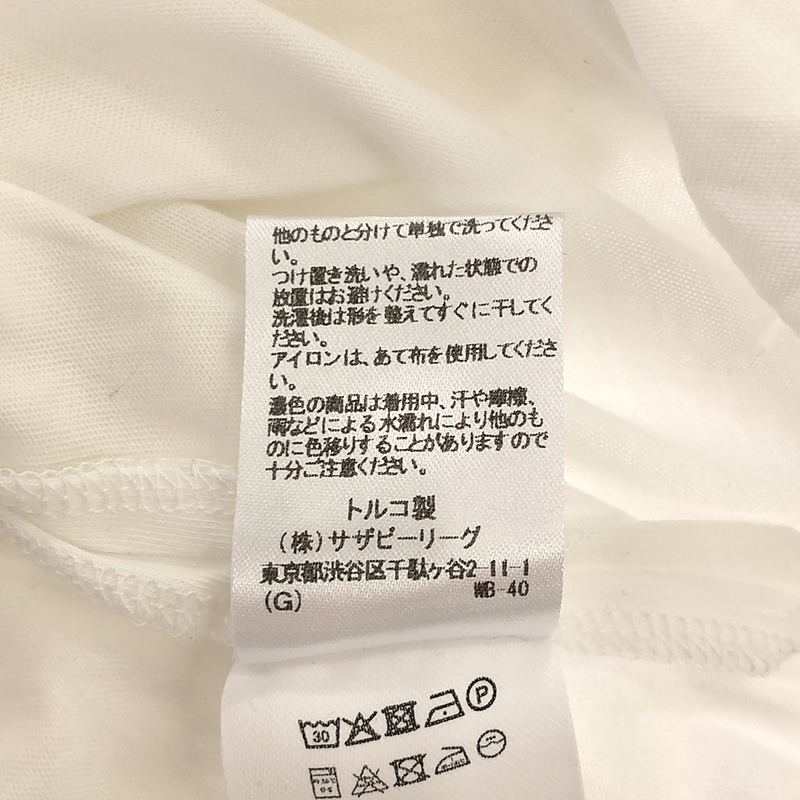 他のものと分けて単独で洗ってくださ
い。
つけ置き洗いや、濡れた状態での
放置はお避けください。
洗濯後は形を整えてすぐに干してく
ださい。
アイロンは、あて布を使用してくださ
い。
濃色の商品は着用中、汗や摩擦、
雨などによる水濡れにより他のも
のに色移りすることがありますので
十分ご注意ください。
トルコ製
(株)サザビーリーグ
東京都渋谷区千駄ヶ谷2-11-1
(G) WB-40
30
P